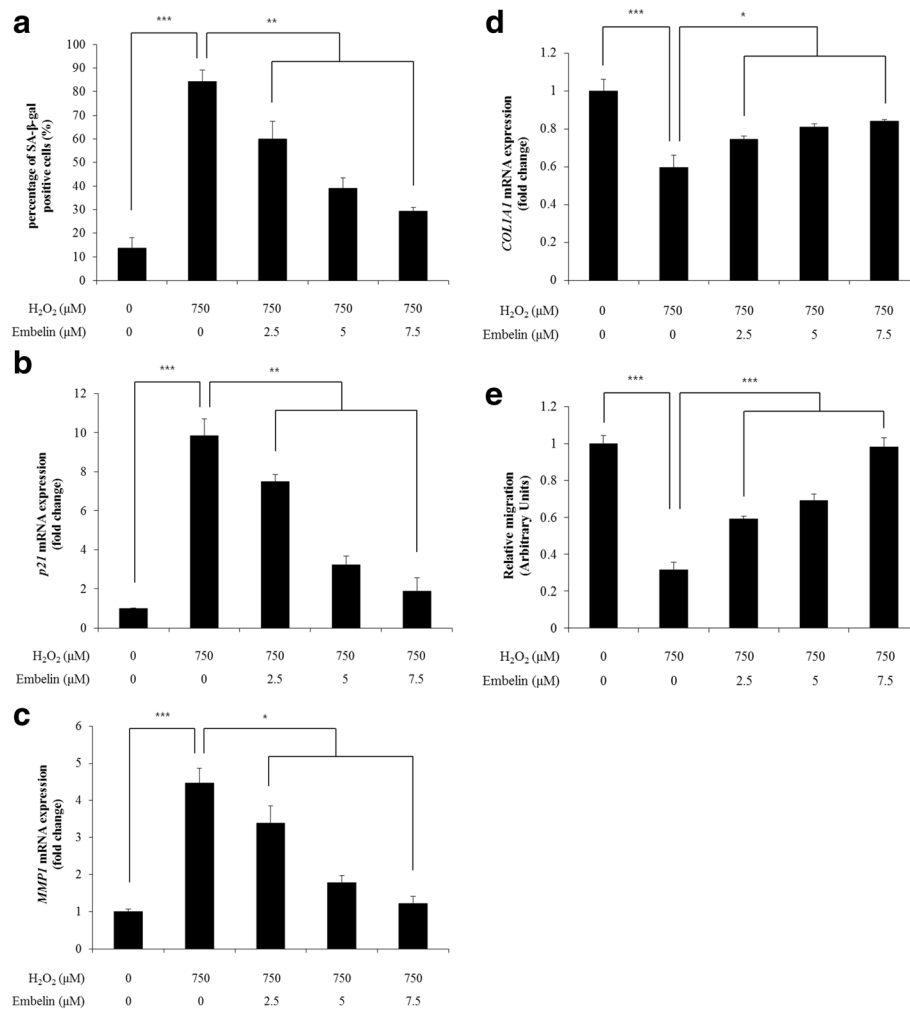 a
*** **
percentage of SA-β-gal
positive cells (%)
100
90
80
70
60
50
40
30
20
10
0
H₂O₂ (μM) 0 750 750 750 750
Embelin (μM) 0 0 2.5 5 7.5
b
*** **
p21 mRNA expression
(fold change)
12
10
8
6
4
2
0
H₂O₂ (μM) 0 750 750 750 750
Embelin (μM) 0 0 2.5 5 7.5
c
*** *
MMP1 mRNA expression
(fold change)
6
5
4
3
2
1
0
H₂O₂ (μM) 0 750 750 750 750
Embelin (μM) 0 0 2.5 5 7.5
d
*** *
COL1A1 mRNA expression
(fold change)
1.2
1
0.8
0.6
0.4
0.2
0
H₂O₂ (μM) 0 750 750 750 750
Embelin (μM) 0 0 2.5 5 7.5
e
*** ***
Relative migration
(Arbitrary Units)
1.2
1
0.8
0.6
0.4
0.2
0
H₂O₂ (μM) 0 750 750 750 750
Embelin (μM) 0 0 2.5 5 7.5